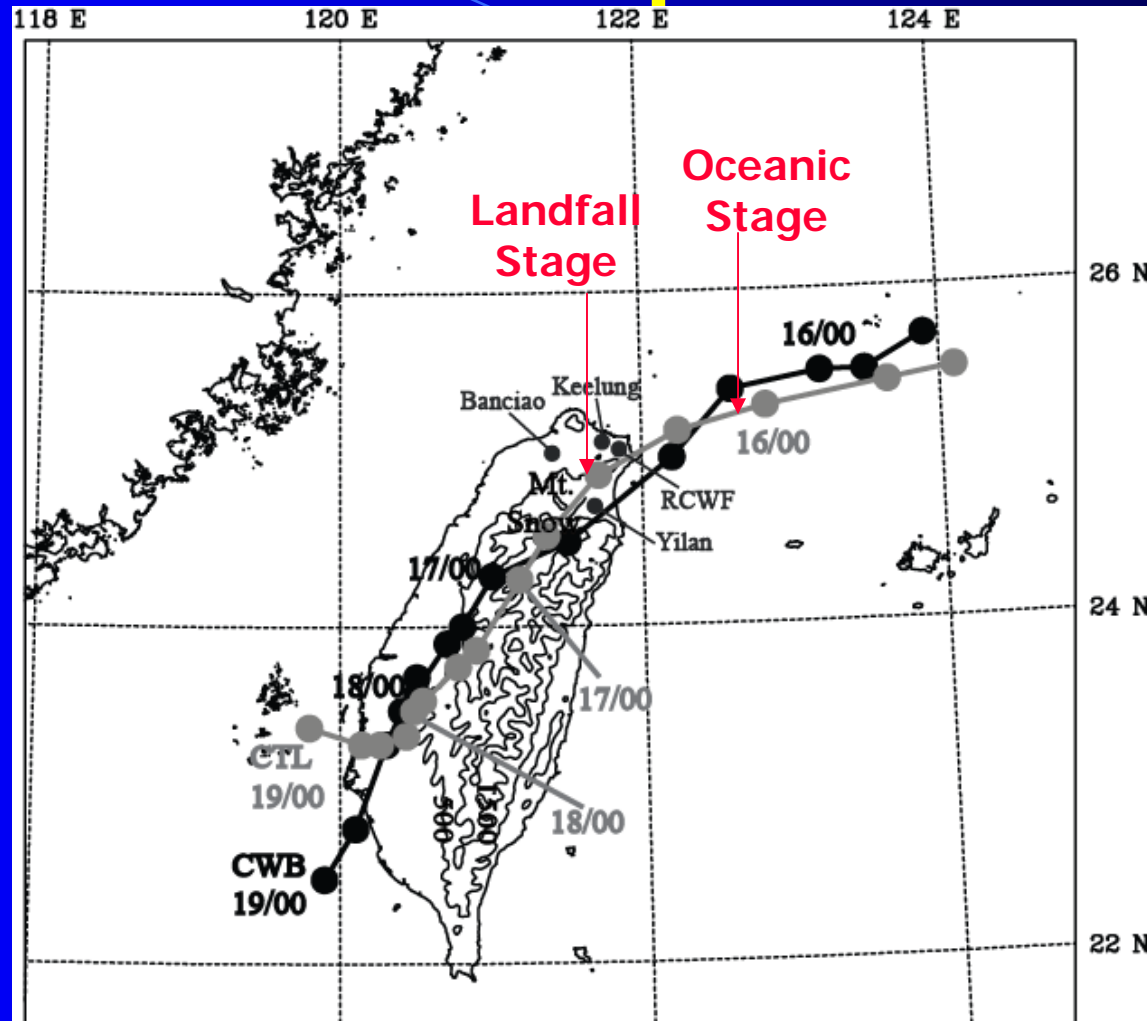 118 E
120 E
122 E
124 E
Oceanic
Stage
Landfall
Stage
26 N
16/00
Keelung
Banciao
16/00
Mt.
RCWF
Snow
Yilan
17/00
24 N
17/00
18/00
CTL
19/00
500
1500
18/00
CWB
19/00
22 N